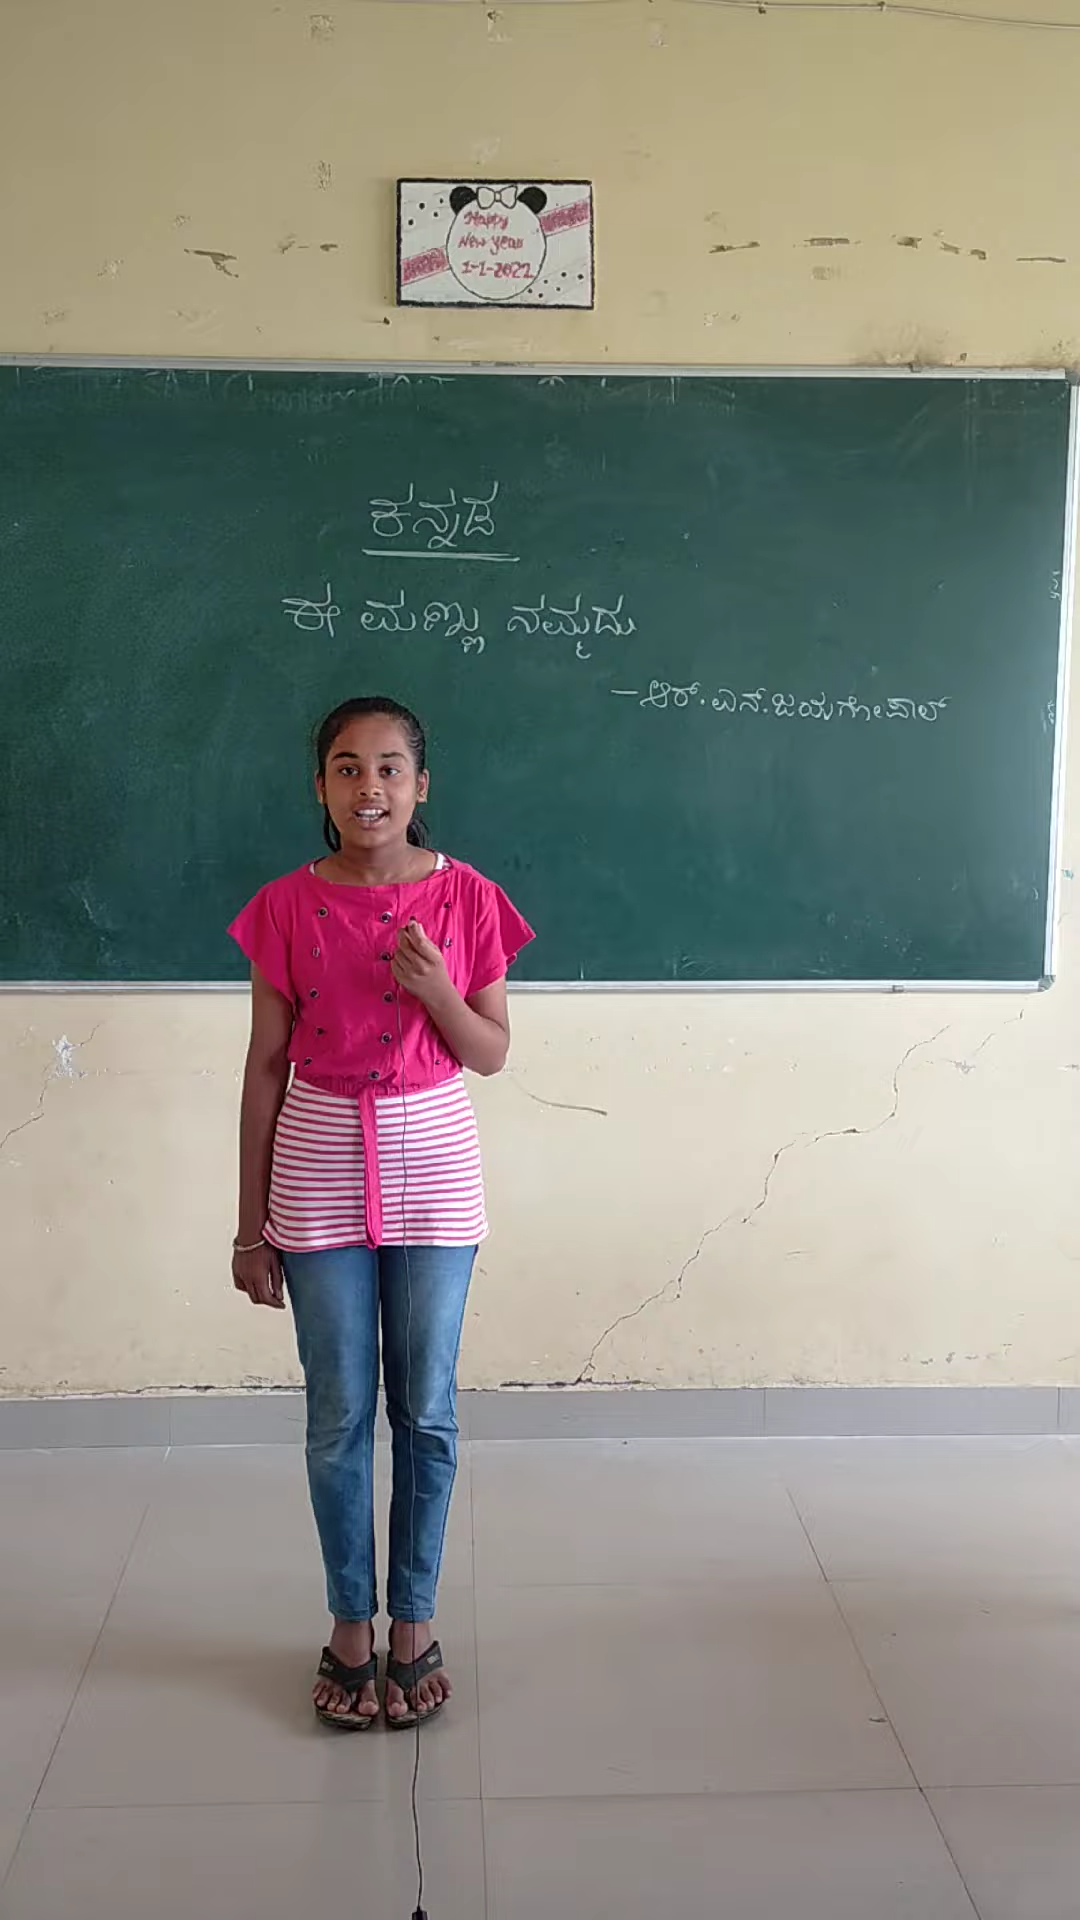 Happy
New year
1-1-2022
ಕನ್ನಡ
ಈ ಮಣ್ಣು ನಮ್ಮದು
- ಆರ್. ಎನ್. ಜಯಗೋಪಾಲ್